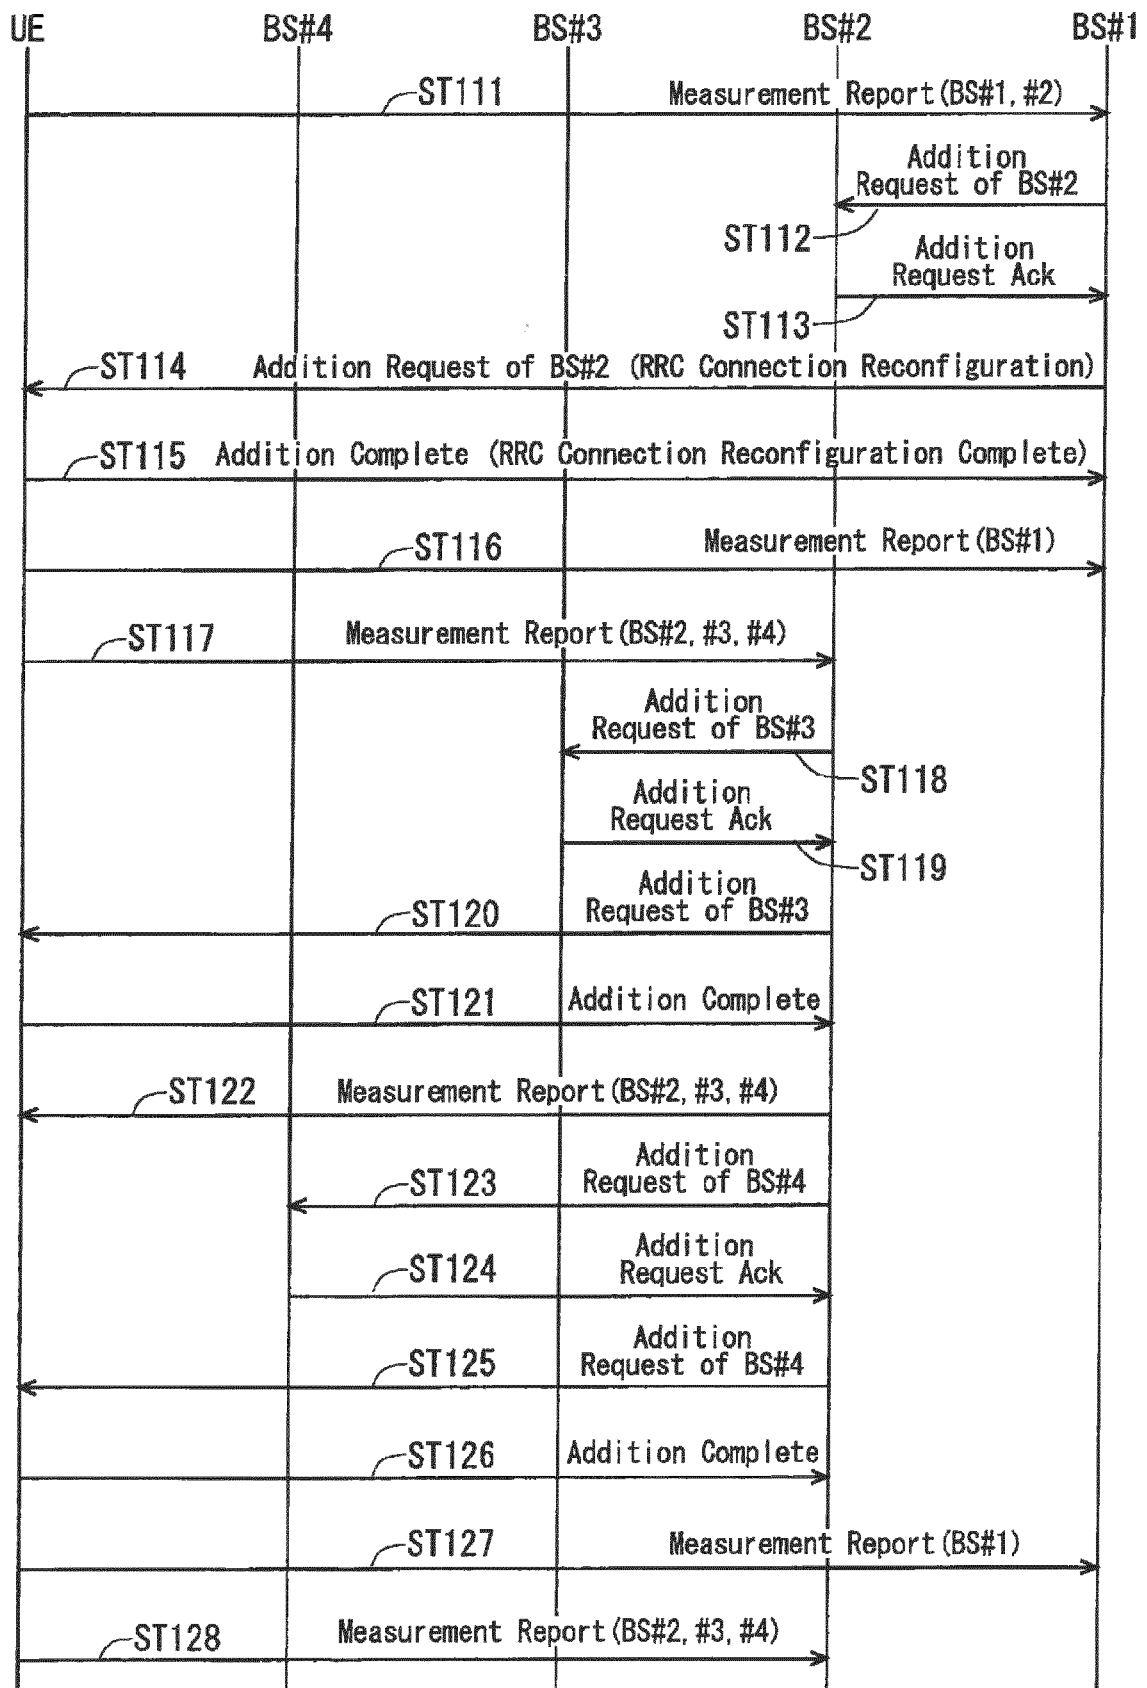 UE BS#4 BS#3 BS#2 BS#1
ST111 Measurement Report(BS#1, #2)
Addition
Request of BS#2
ST112
Addition
Request Ack
ST113
ST114 Addition Request of BS#2 (RRC Connection Reconfiguration)
ST115 Addition Complete (RRC Connection Reconfiguration Complete)
ST116 Measurement Report(BS#1)
ST117 Measurement Report(BS#2, #3, #4)
Addition
Request of BS#3
ST118
Addition
Request Ack
ST119
Addition
Request of BS#3
ST120
ST121 Addition Complete
ST122 Measurement Report(BS#2, #3, #4)
Addition
ST123 Request of BS#4
Addition
ST124 Request Ack
Addition
ST125 Request of BS#4
ST126 Addition Complete
ST127 Measurement Report(BS#1)
ST128 Measurement Report(BS#2, #3, #4)